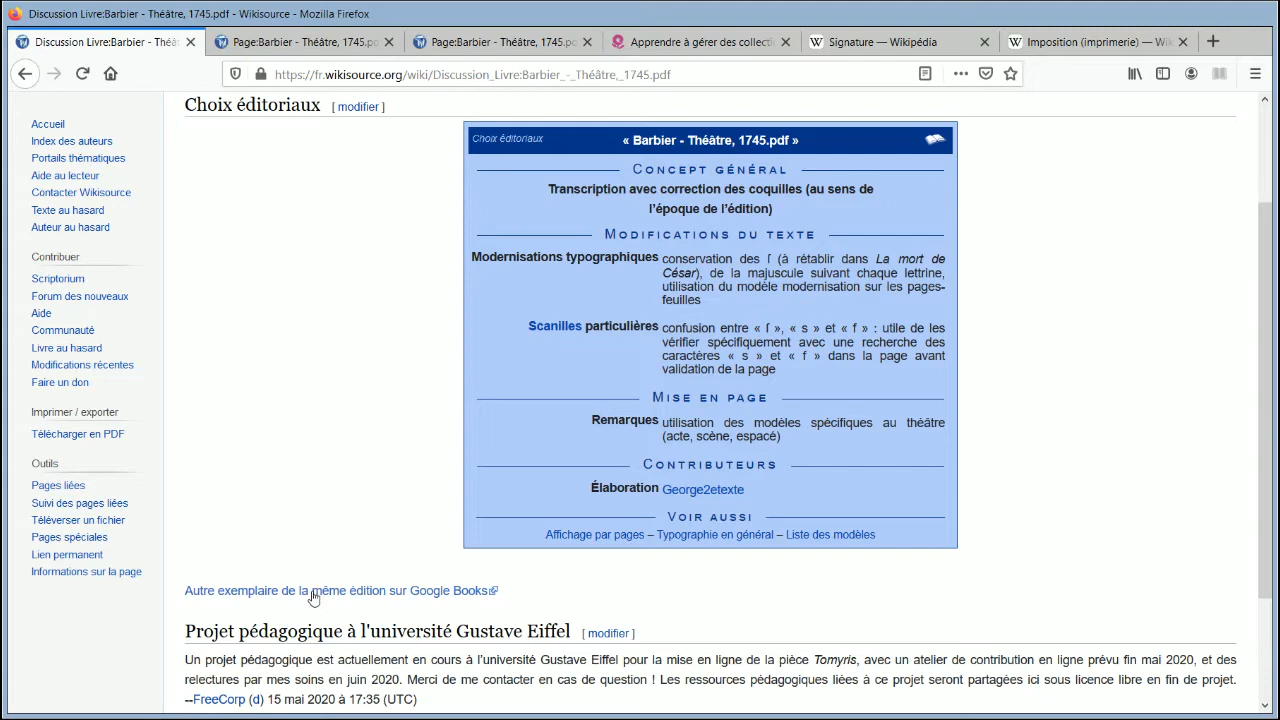 Discussion Livre:Barbier - Théâtre, 1745.pdf - Wikisource - Mozilla Firefox
Discussion Livre:Barbier - Théâ
Page:Barbier - Théâtre, 1745.p
Page:Barbier - Théâtre, 1745.p
Apprendre à gérer des collecti
Signature — Wikipédia
Imposition (imprimerie) — Wik
https://fr.wikisource.org/wiki/Discussion_Livre:Barbier_-_Théâtre,_1745.pdf
Accueil
Index des auteurs
Portails thématiques
Aide au lecteur
Contacter Wikisource
Texte au hasard
Auteur au hasard
Contribuer
Scriptorium
Forum des nouveaux
Aide
Communauté
Livre au hasard
Modifications récentes
Faire un don
Imprimer / exporter
Télécharger en PDF
Outils
Pages liées
Suivi des pages liées
Téléverser un fichier
Pages spéciales
Lien permanent
Informations sur la page
Choix éditoriaux [ modifier ]
Choix éditoriaux
« Barbier - Théâtre, 1745.pdf »
CONCEPT GÉNÉRAL
Transcription avec correction des coquilles (au sens de
l’époque de l’édition)
MODIFICATIONS DU TEXTE
Modernisations typographiques conservation des ſ (à rétablir dans La mort de
César), de la majuscule suivant chaque lettrine,
utilisation du modèle modernisation sur les pages-
feuilles
Scanilles particulières confusion entre « ſ », « s » et « f » : utile de les
vérifier spécifiquement avec une recherche des
caractères « s » et « f » dans la page avant
validation de la page
MISE EN PAGE
Remarques utilisation des modèles spécifiques au théâtre
(acte, scène, espacé)
CONTRIBUTEURS
Élaboration George2etexte
VOIR AUSSI
Affichage par pages – Typographie en général – Liste des modèles
Autre exemplaire de la même édition sur Google Books
Projet pédagogique à l'université Gustave Eiffel [ modifier ]
Un projet pédagogique est actuellement en cours à l’université Gustave Eiffel pour la mise en ligne de la pièce Tomyris, avec un atelier de contribution en ligne prévu fin mai 2020, et des
relectures par mes soins en juin 2020. Merci de me contacter en cas de question ! Les ressources pédagogiques liées à ce projet seront partagées ici sous licence libre en fin de projet.
--FreeCorp (d) 15 mai 2020 à 17:35 (UTC)